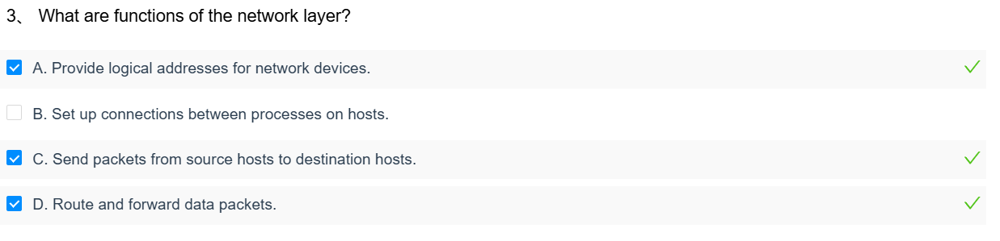 3、 What are functions of the network layer?
A. Provide logical addresses for network devices.
B. Set up connections between processes on hosts.
C. Send packets from source hosts to destination hosts.
D. Route and forward data packets.